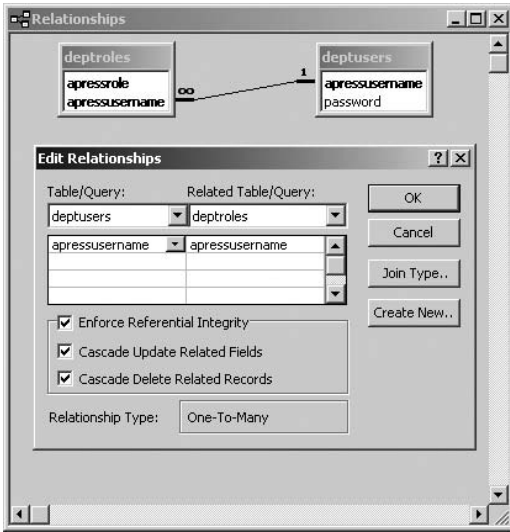 Relationships
deptroles
apressrole
apressusername
∞
1
deptusers
apressusername
password
Edit Relationships
Table/Query:
Related Table/Query:
deptusers
deptroles
apressusername
apressusername
Enforce Referential Integrity
Cascade Update Related Fields
Cascade Delete Related Records
Relationship Type:
One-To-Many
OK
Cancel
Join Type..
Create New..